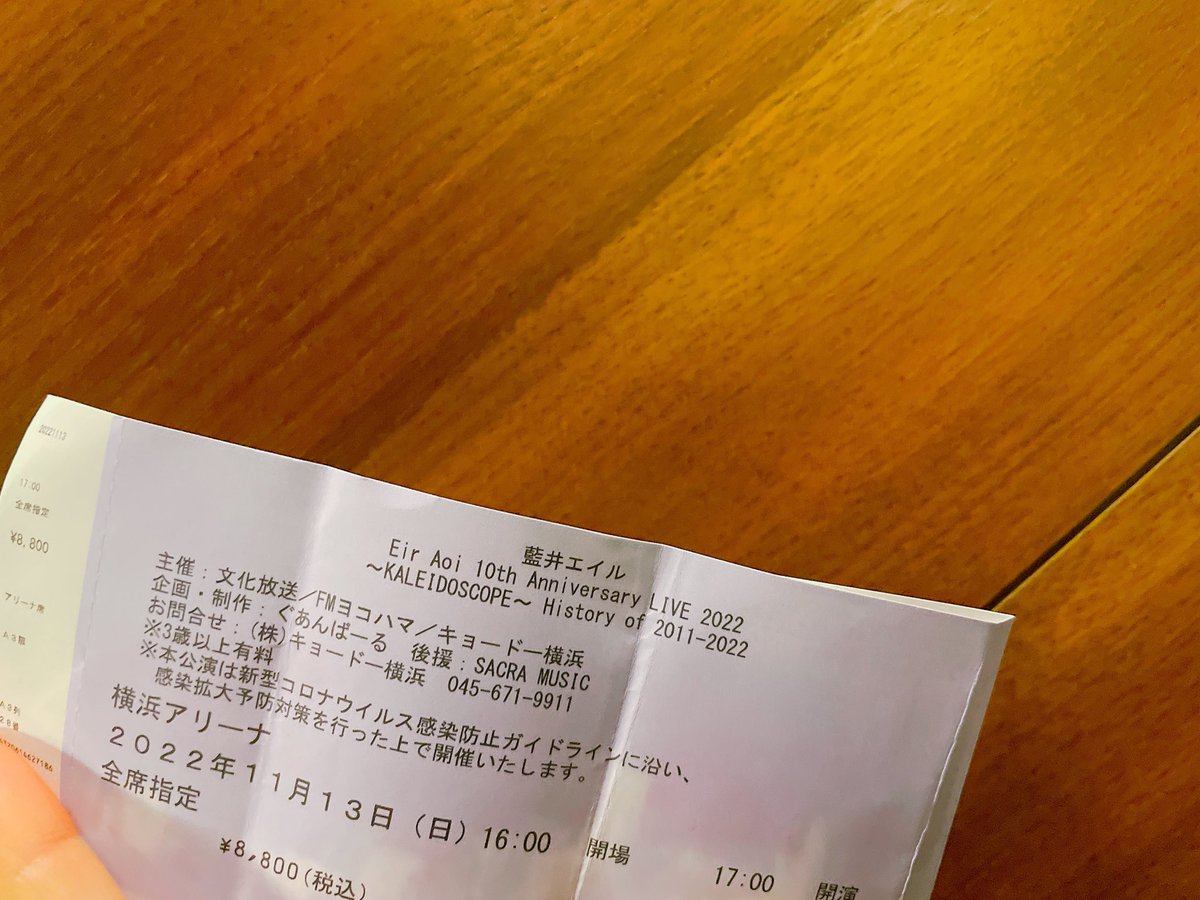 20221113
17:00
全席指定
¥8,800
アリーナ席
藍井エイル
Eir Aoi 10th Anniversary LIVE 2022
~KALEIDOSCOPE~ History of 2011-2022
主催:文化放送/FMヨコハマ/キョードー横浜
企画・制作:ぐあんばーる 後援:SACRA MUSIC
お問合せ:(株)キョードー横浜 045-671-9911
※3歳以上有料
※本公演は新型コロナウイルス感染防止ガイドラインに沿い、
感染拡大予防対策を行った上で開催いたします。
横浜アリーナ
2022年11月13日(日)16:00 開場 17:00 開演
全席指定
¥8,800(税込)